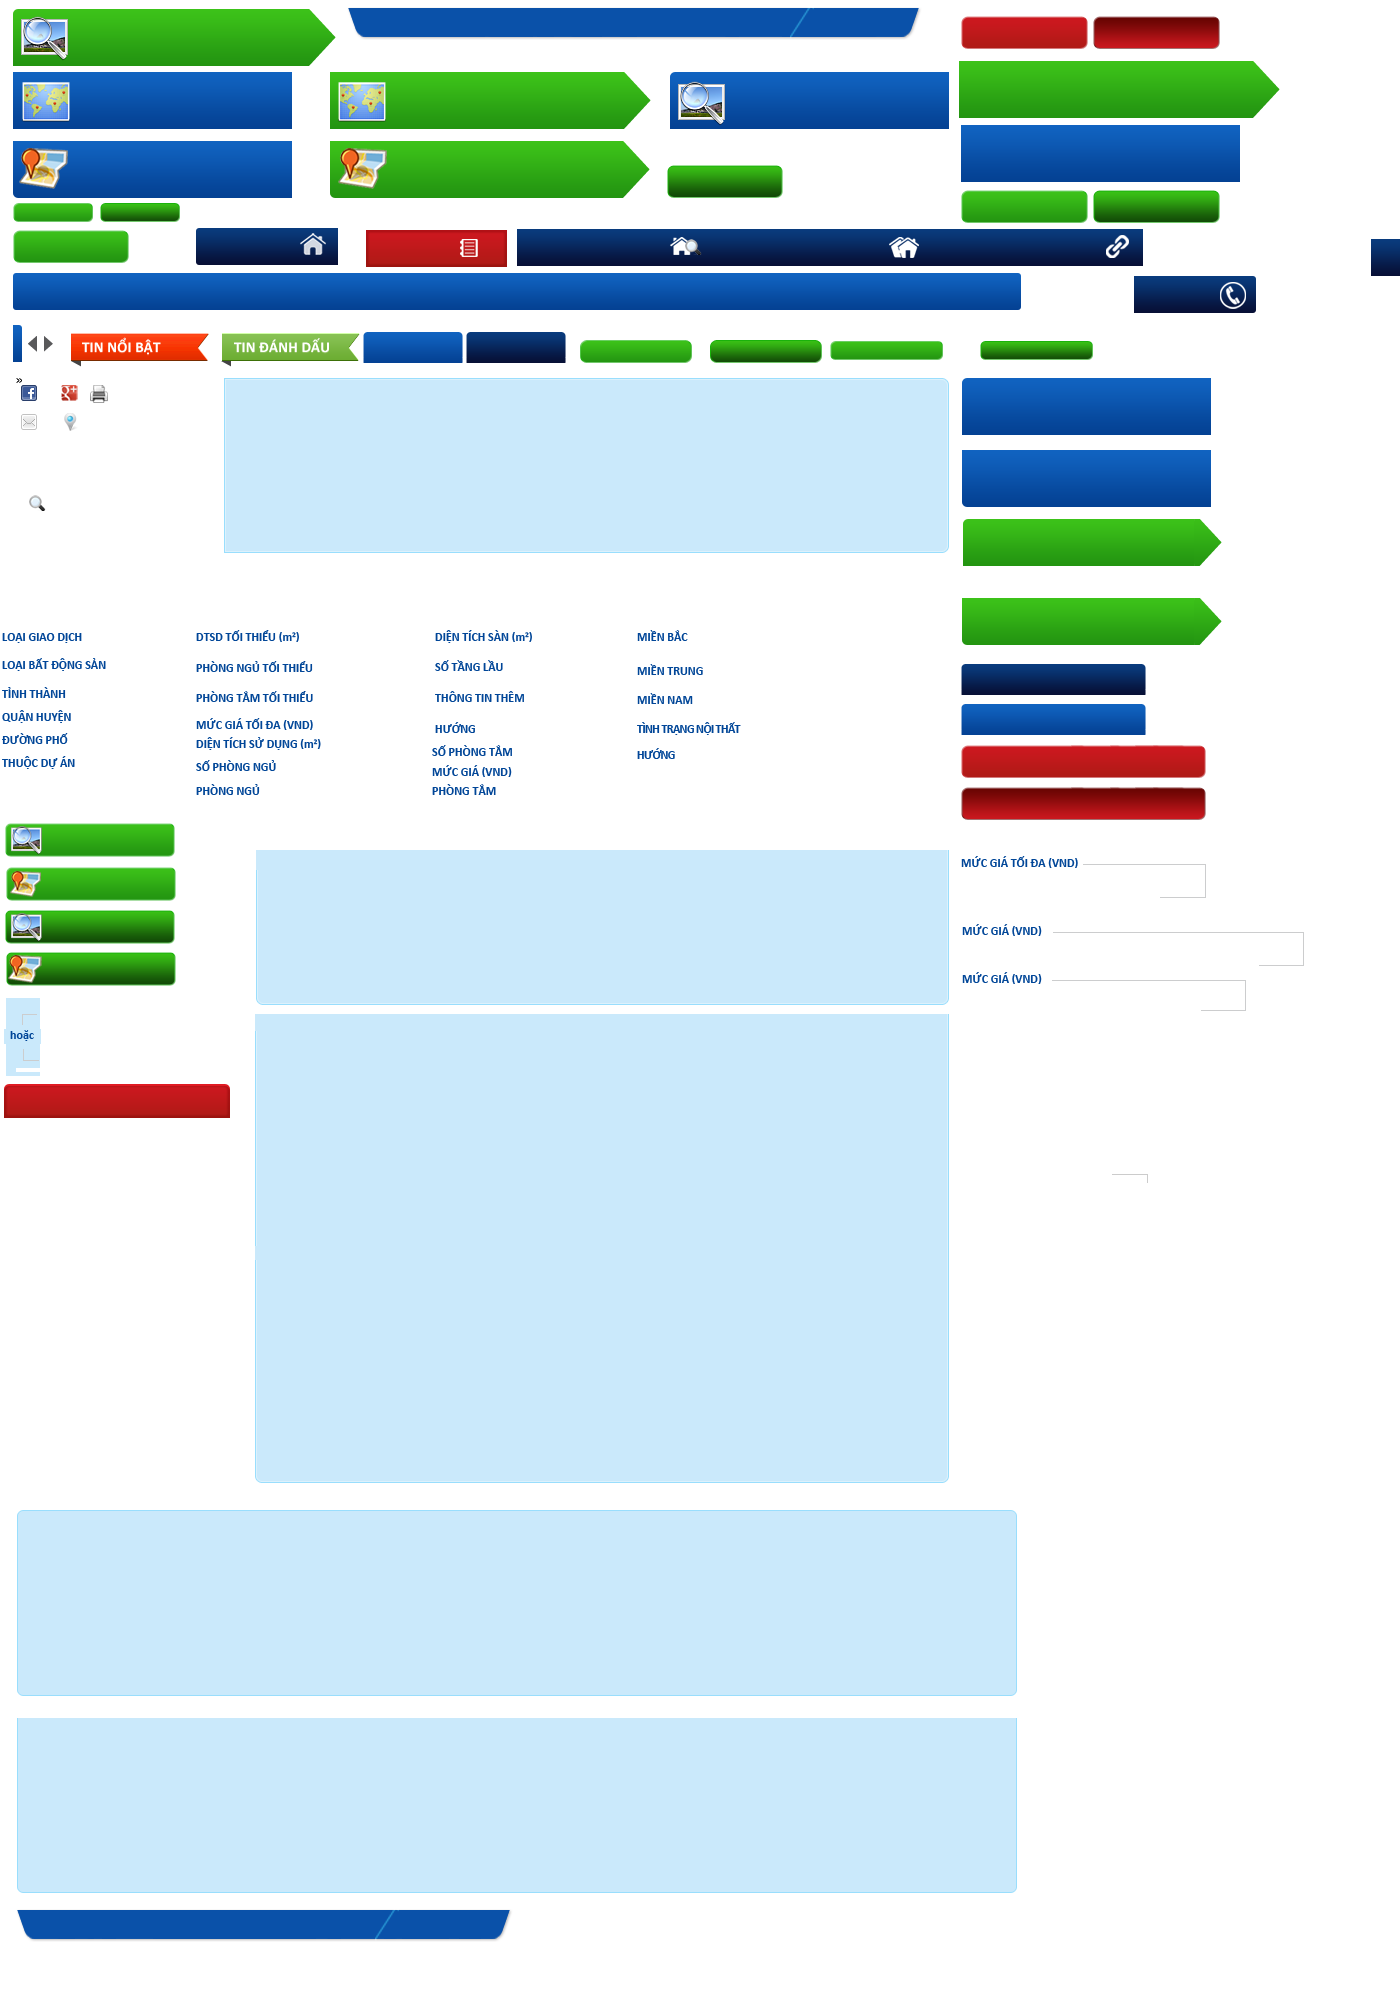 TIN NỔI BẬT
TIN ĐÁNH DẤU
»
LOẠI GIAO DỊCH
LOẠI BẤT ĐỘNG SẢN
TỈNH THÀNH
QUẬN HUYỆN
ĐƯỜNG PHỐ
THUỘC DỰ ÁN
DTSD TỐI THIỂU (m²)
PHÒNG NGỦ TỐI THIỂU
PHÒNG TẮM TỐI THIỂU
MỨC GIÁ TỐI ĐA (VND)
DIỆN TÍCH SỬ DỤNG (m²)
SỐ PHÒNG NGỦ
PHÒNG NGỦ
DIỆN TÍCH SÀN (m²)
SỐ TẦNG LẦU
THÔNG TIN THÊM
HƯỚNG
SỐ PHÒNG TẮM
MỨC GIÁ (VND)
PHÒNG TẮM
MIỀN BẮC
MIỀN TRUNG
MIỀN NAM
TÌNH TRẠNG NỘI THẤT
HƯỚNG
MỨC GIÁ TỐI ĐA (VND)
MỨC GIÁ (VND)
MỨC GIÁ (VND)
hoặc